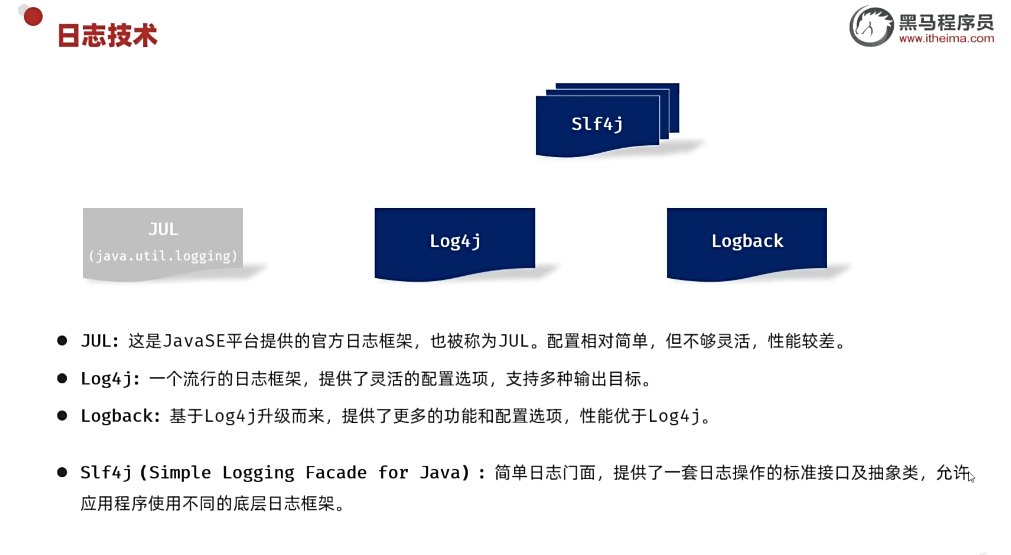 日志技术
黑马程序员
www.itheima.com
Slf4j
JUL
(java.util.logging)
Log4j
Logback
● JUL: 这是JavaSE平台提供的官方日志框架，也被称为JUL。配置相对简单，但不够灵活，性能较差。
● Log4j: 一个流行的日志框架，提供了灵活的配置选项，支持多种输出目标。
● Logback: 基于Log4j升级而来，提供了更多的功能和配置选项，性能优于Log4j。
● Slf4j (Simple Logging Facade for Java) : 简单日志门面，提供了一套日志操作的标准接口及抽象类，允许
应用程序使用不同的底层日志框架。